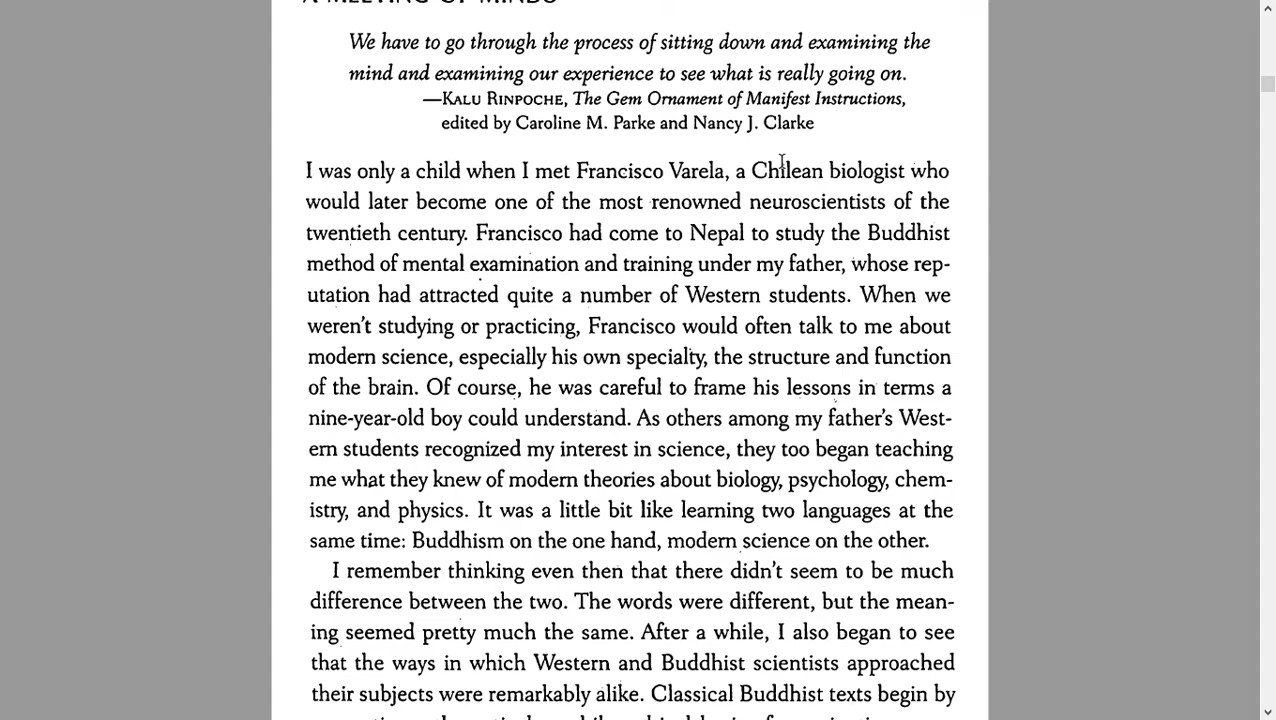 A MEETING OF MINDS
We have to go through the process of sitting down and examining the
mind and examining our experience to see what is really going on.
—KALU RINPOCHE, The Gem Ornament of Manifest Instructions,
edited by Caroline M. Parke and Nancy J. Clarke
I was only a child when I met Francisco Varela, a Chilean biologist who
would later become one of the most renowned neuroscientists of the
twentieth century. Francisco had come to Nepal to study the Buddhist
method of mental examination and training under my father, whose rep-
utation had attracted quite a number of Western students. When we
weren't studying or practicing, Francisco would often talk to me about
modern science, especially his own specialty, the structure and function
of the brain. Of course, he was careful to frame his lessons in terms a
nine-year-old boy could understand. As others among my father's West-
ern students recognized my interest in science, they too began teaching
me what they knew of modern theories about biology, psychology, chem-
istry, and physics. It was a little bit like learning two languages at the
same time: Buddhism on the one hand, modern science on the other.
I remember thinking even then that there didn't seem to be much
difference between the two. The words were different, but the mean-
ing seemed pretty much the same. After a while, I also began to see
that the ways in which Western and Buddhist scientists approached
their subjects were remarkably alike. Classical Buddhist texts begin by